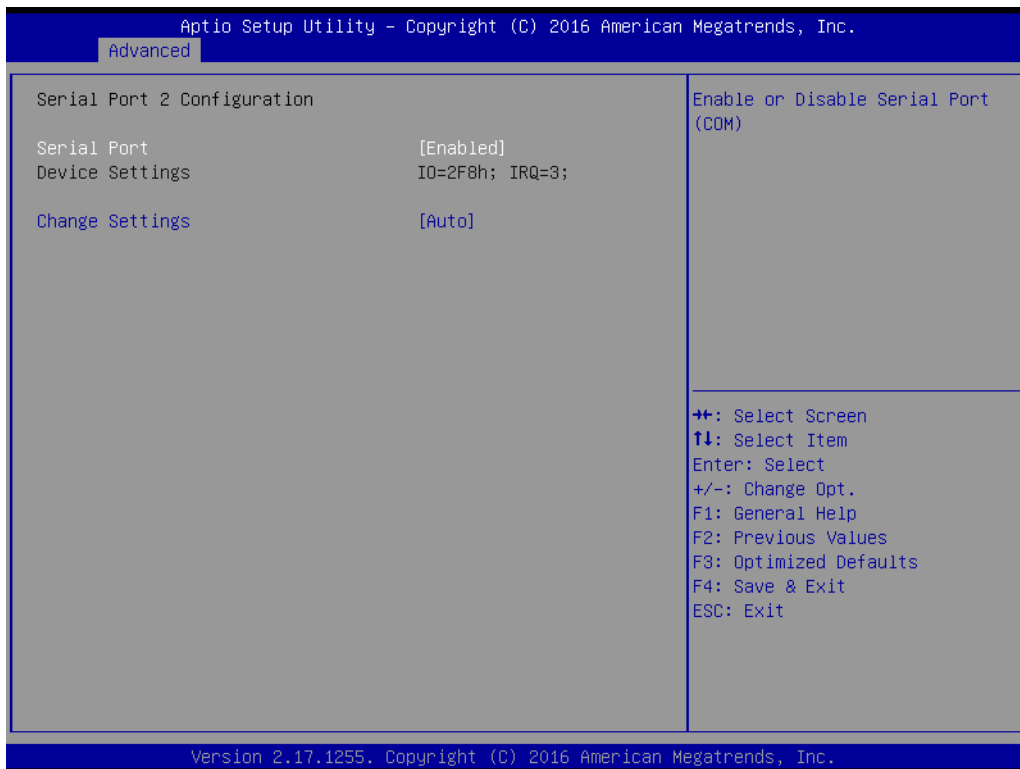 Aptio Setup Utility – Copyright (C) 2016 American Megatrends, Inc.
Advanced
Serial Port 2 Configuration
Serial Port [Enabled]
Device Settings IO=2F8h; IRQ=3;
Change Settings [Auto]
Enable or Disable Serial Port
(COM)
→←: Select Screen
↑↓: Select Item
Enter: Select
+/-: Change Opt.
F1: General Help
F2: Previous Values
F3: Optimized Defaults
F4: Save & Exit
ESC: Exit
Version 2.17.1255. Copyright (C) 2016 American Megatrends, Inc.